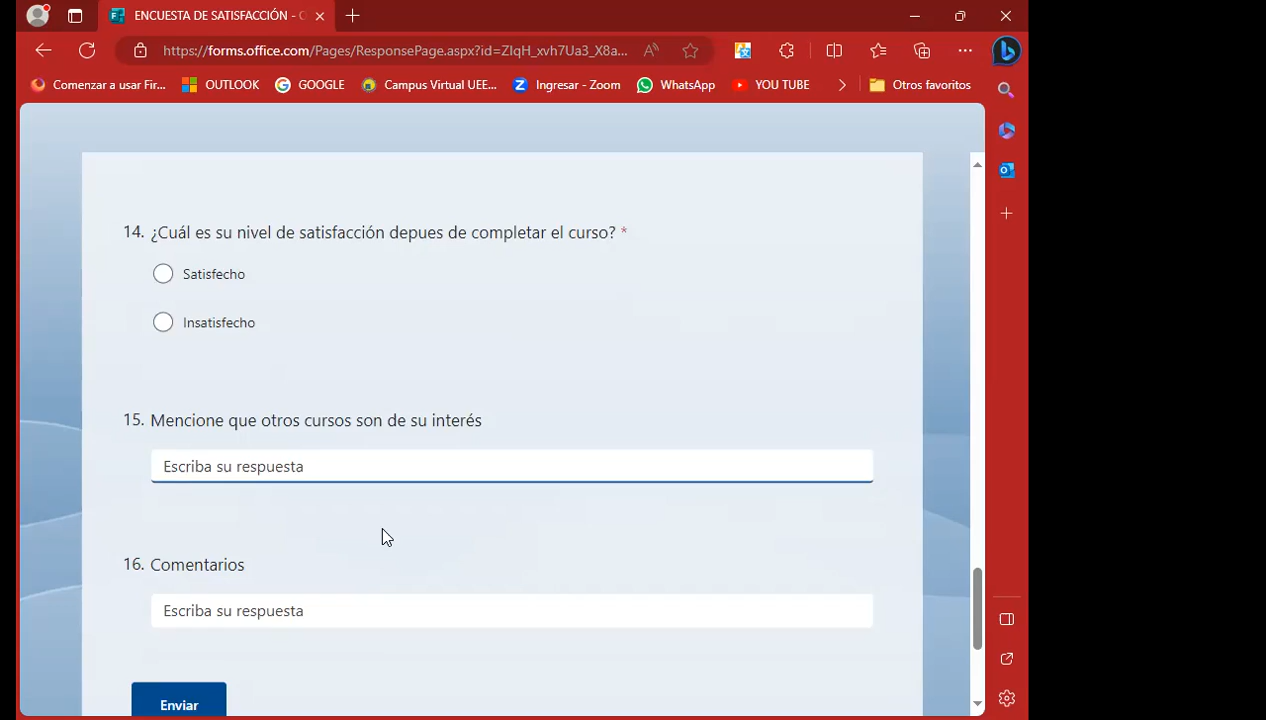 ENCUESTA DE SATISFACCIÓN - 
https://forms.office.com/Pages/ResponsePage.aspx?id=ZIqH_xvh7Ua3_X8a...
Comenzar a usar Fir... OUTLOOK GOOGLE Campus Virtual UEE... Ingresar - Zoom WhatsApp YOU TUBE Otros favoritos
14. ¿Cuál es su nivel de satisfacción depues de completar el curso? *
Satisfecho
Insatisfecho
15. Mencione que otros cursos son de su interés
Escriba su respuesta
16. Comentarios
Escriba su respuesta
Enviar